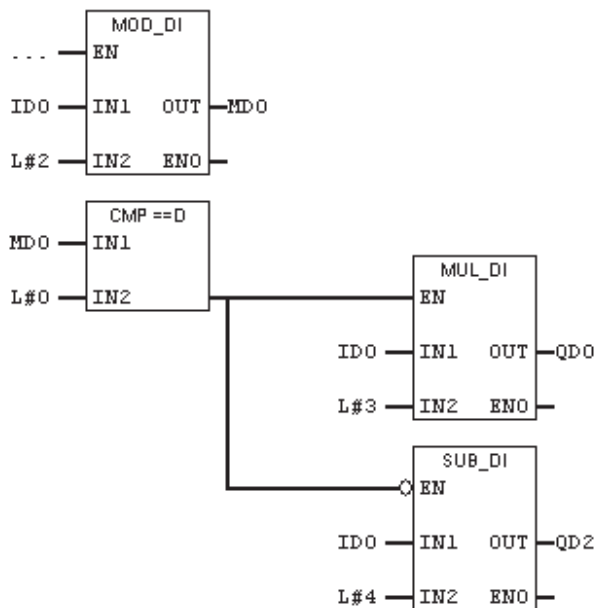 MOD_DI
... EN
ID0 IN1 OUT MD0
L#2 IN2 ENO
CMP ==D
MD0 IN1
L#0 IN2
MUL_DI
EN
ID0 IN1 OUT QD0
L#3 IN2 ENO
SUB_DI
EN
ID0 IN1 OUT QD2
L#4 IN2 ENO